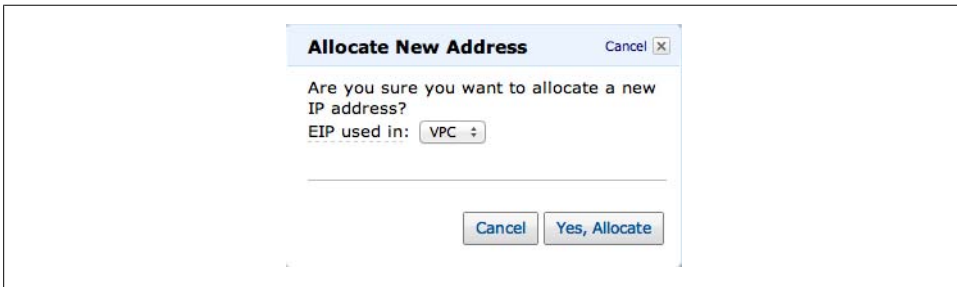 Allocate New Address Cancel
Are you sure you want to allocate a new
IP address?
EIP used in: VPC
Cancel Yes, Allocate